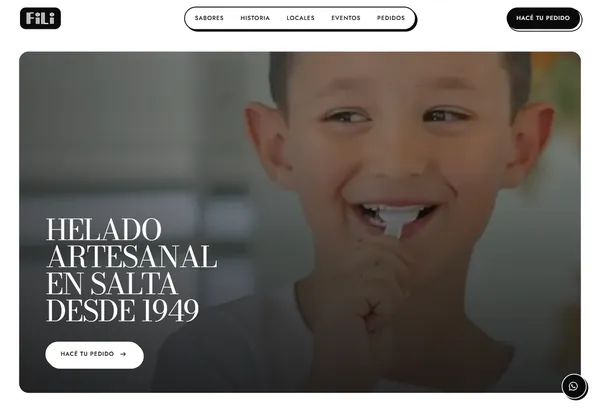 FiLi
SABORES
HISTORIA
LOCALES
EVENTOS
PEDIDOS
HACÉ TU PEDIDO
HELADO
ARTESANAL
EN SALTA
DESDE 1949
HACÉ TU PEDIDO →